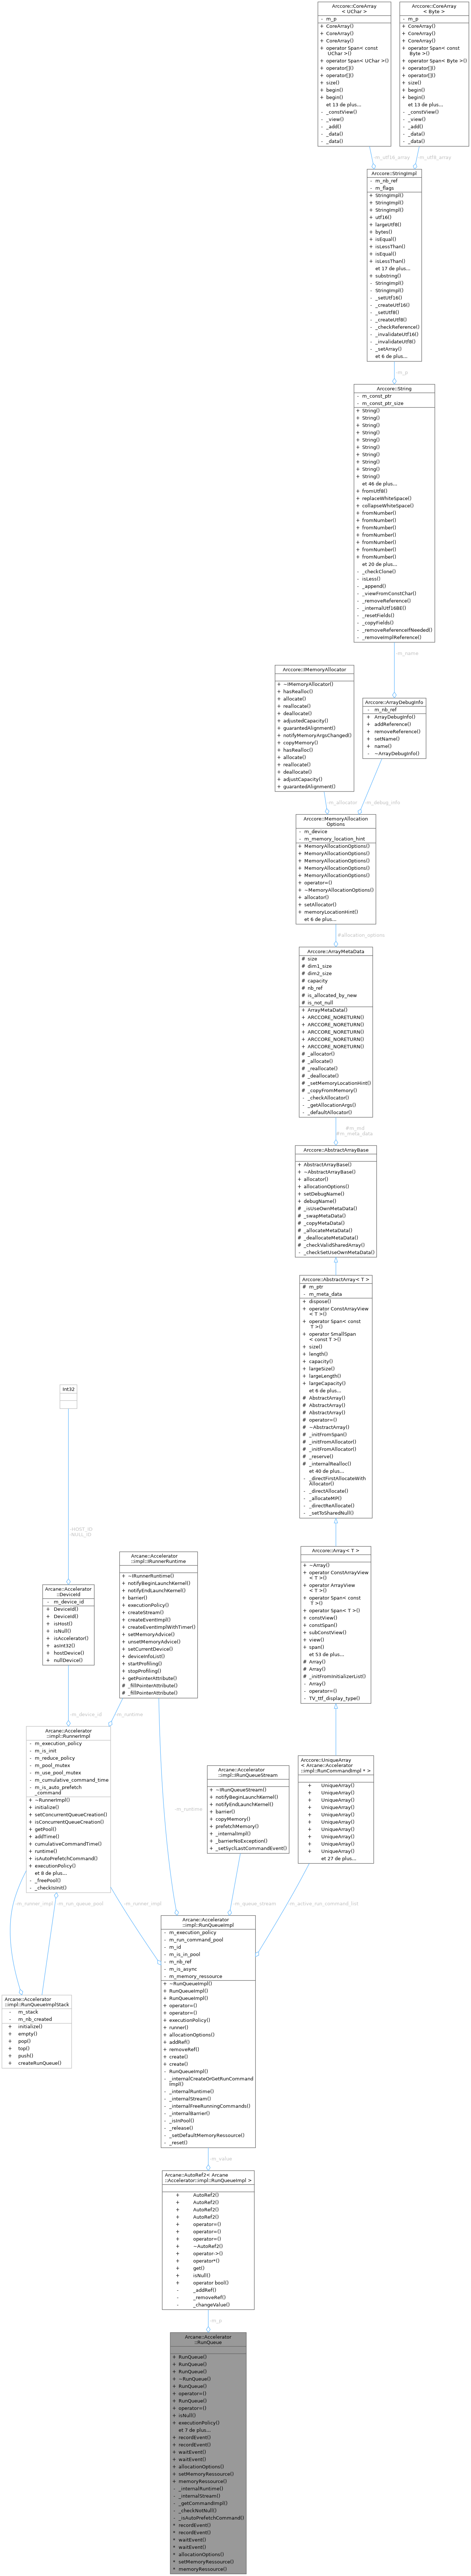 Arccore::CoreArray
< UChar >
- m_p
+ CoreArray()
+ CoreArray()
+ CoreArray()
+ operator Span< const
UChar >()
+ operator Span< UChar >()
+ operator[]()
+ operator[]()
+ size()
+ begin()
+ begin()
et 13 de plus...
- _constView()
- _view()
- _add()
- _data()
- _data()
Arccore::CoreArray
< Byte >
- m_p
+ CoreArray()
+ CoreArray()
+ CoreArray()
+ operator Span< const
Byte >()
+ operator Span< Byte >()
+ operator[]()
+ operator[]()
+ size()
+ begin()
+ begin()
et 13 de plus...
- _constView()
- _view()
- _add()
- _data()
- _data()
-m_utf16_array
-m_utf8_array
Arccore::StringImpl
- m_nb_ref
- m_flags
+ StringImpl()
+ StringImpl()
+ StringImpl()
+ utf16()
+ largeUtf8()
+ bytes()
+ isEqual()
+ isLessThan()
+ isEqual()
+ isLessThan()
et 17 de plus...
+ substring()
- StringImpl()
- StringImpl()
- _setUtf16()
- _createUtf16()
- _setUtf8()
- _createUtf8()
- _checkReference()
- _invalidateUtf16()
- _invalidateUtf8()
- _setArray()
et 6 de plus...
-m_p
Arccore::String
- m_const_ptr
- m_const_ptr_size
+ String()
+ String()
+ String()
+ String()
+ String()
+ String()
+ String()
+ String()
+ String()
+ String()
et 46 de plus...
+ fromUtf8()
+ replaceWhiteSpace()
+ collapseWhiteSpace()
+ fromNumber()
+ fromNumber()
+ fromNumber()
+ fromNumber()
+ fromNumber()
+ fromNumber()
+ fromNumber()
et 20 de plus...
- _checkClone()
- isLess()
- _append()
- _viewFromConstChar()
- _removeReference()
- _internalUtf16BE()
- _resetFields()
- _copyFields()
- _removeReferenceIfNeeded()
- _removeImplReference()
-m_name
Arccore::IMemoryAllocator
+ ~IMemoryAllocator()
+ hasRealloc()
+ allocate()
+ reallocate()
+ deallocate()
+ adjustedCapacity()
+ guarantedAlignment()
+ notifyMemoryArgsChanged()
+ copyMemory()
+ hasRealloc()
+ allocate()
+ reallocate()
+ deallocate()
+ adjustCapacity()
+ guarantedAlignment()
Arccore::ArrayDebugInfo
- m_nb_ref
+ ArrayDebugInfo()
+ addReference()
+ removeReference()
+ setName()
+ name()
- ~ArrayDebugInfo()
-m_allocator
-m_debug_info
Arccore::MemoryAllocation
Options
- m_device
- m_memory_location_hint
+ MemoryAllocationOptions()
+ MemoryAllocationOptions()
+ MemoryAllocationOptions()
+ MemoryAllocationOptions()
+ MemoryAllocationOptions()
+ operator=()
+ ~MemoryAllocationOptions()
+ allocator()
+ setAllocator()
+ memoryLocationHint()
et 6 de plus...
#allocation_options
Arccore::ArrayMetaData
# size
# dim1_size
# dim2_size
# capacity
# nb_ref
# is_allocated_by_new
# is_not_null
+ ArrayMetaData()
+ ARCCORE_NORETURN()
+ ARCCORE_NORETURN()
+ ARCCORE_NORETURN()
+ ARCCORE_NORETURN()
+ ARCCORE_NORETURN()
# _allocator()
# _allocate()
# _reallocate()
# _deallocate()
# _setMemoryLocationHint()
# _copyFromMemory()
- _checkAllocator()
- _getAllocationArgs()
- _defaultAllocator()
#m_md
#m_meta_data
Arccore::AbstractArrayBase
+ AbstractArrayBase()
+ ~AbstractArrayBase()
+ allocator()
+ allocationOptions()
+ setDebugName()
+ debugName()
# _isUseOwnMetaData()
# _swapMetaData()
# _copyMetaData()
# _allocateMetaData()
# _deallocateMetaData()
# _checkValidSharedArray()
- _checkSetUseOwnMetaData()
Arccore::AbstractArray< T >
# m_ptr
- m_meta_data
+ dispose()
+ operator ConstArrayView
< T >()
+ operator Span< const
T >()
+ operator SmallSpan
< const T >()
+ size()
+ length()
+ capacity()
+ largeSize()
+ largeLength()
+ largeCapacity()
et 6 de plus...
# AbstractArray()
# AbstractArray()
# AbstractArray()
# operator=()
# ~AbstractArray()
# _initFromSpan()
# _initFromAllocator()
# _initFromAllocator()
# _reserve()
# _internalRealloc()
et 40 de plus...
- _directFirstAllocateWith
Allocator()
- _directAllocate()
- _allocateMP()
- _directReAllocate()
- _setToSharedNull()
Int32
-HOST_ID
-NULL_ID
Arccore::Array< T >
+ ~Array()
+ operator ConstArrayView
< T >()
+ operator ArrayView
< T >()
+ operator Span< const
T >()
+ operator Span< T >()
+ constView()
+ constSpan()
+ subConstView()
+ view()
+ span()
et 53 de plus...
# Array()
# Array()
# _initFromInitializerList()
- Array()
- operator=()
- TV_ttf_display_type()
Arcane::Accelerator
::impl::IRunnerRuntime
+ ~IRunnerRuntime()
+ notifyBeginLaunchKernel()
+ notifyEndLaunchKernel()
+ barrier()
+ executionPolicy()
+ createStream()
+ createEventImpl()
+ createEventImplWithTimer()
+ setMemoryAdvice()
+ unsetMemoryAdvice()
+ setCurrentDevice()
+ deviceInfoList()
+ startProfiling()
+ stopProfiling()
+ getPointerAttribute()
# _fillPointerAttribute()
# _fillPointerAttribute()
Arcane::Accelerator
::DeviceId
- m_device_id
+ DeviceId()
+ DeviceId()
+ isHost()
+ isNull()
+ isAccelerator()
+ asInt32()
+ hostDevice()
+ nullDevice()
-m_device_id
-m_runtime
Arcane::Accelerator
::impl::RunnerImpl
- m_execution_policy
- m_is_init
- m_reduce_policy
- m_pool_mutex
- m_use_pool_mutex
- m_cumulative_command_time
- m_is_auto_prefetch
_command
+ ~RunnerImpl()
+ initialize()
+ setConcurrentQueueCreation()
+ isConcurrentQueueCreation()
+ getPool()
+ addTime()
+ cumulativeCommandTime()
+ runtime()
+ isAutoPrefetchCommand()
+ executionPolicy()
et 8 de plus...
- _freePool()
- _checkIsInit()
-m_runtime
Arcane::Accelerator
::impl::IRunQueueStream
+ ~IRunQueueStream()
+ notifyBeginLaunchKernel()
+ notifyEndLaunchKernel()
+ barrier()
+ copyMemory()
+ prefetchMemory()
+ _internalImpl()
+ _barrierNoException()
+ _setSyclLastCommandEvent()
Arccore::UniqueArray
< Arcane::Accelerator
::impl::RunCommandImpl * >
+ UniqueArray()
+ UniqueArray()
+ UniqueArray()
+ UniqueArray()
+ UniqueArray()
+ UniqueArray()
+ UniqueArray()
+ UniqueArray()
+ UniqueArray()
+ UniqueArray()
et 27 de plus...
-m_runner_impl
-m_run_queue_pool
-m_runner_impl
-m_queue_stream
-m_active_run_command_list
Arcane::Accelerator
::impl::RunQueueImplStack
- m_stack
- m_nb_created
+ initialize()
+ empty()
+ pop()
+ top()
+ push()
+ createRunQueue()
Arcane::Accelerator
::impl::RunQueueImpl
- m_execution_policy
- m_run_command_pool
- m_id
- m_is_in_pool
- m_nb_ref
- m_is_async
- m_memory_ressource
+ ~RunQueueImpl()
+ RunQueueImpl()
+ RunQueueImpl()
+ operator=()
+ operator=()
+ executionPolicy()
+ runner()
+ allocationOptions()
+ addRef()
+ removeRef()
+ create()
+ create()
- RunQueueImpl()
- _internalCreateOrGetRunCommand
Impl()
- _internalRuntime()
- _internalStream()
- _internalFreeRunningCommands()
- _internalBarrier()
- _isInPool()
- _release()
- _setDefaultMemoryRessource()
- _reset()
-m_value
Arcane::AutoRef2< Arcane
::Accelerator::impl::RunQueueImpl >
+ AutoRef2()
+ AutoRef2()
+ AutoRef2()
+ AutoRef2()
+ operator=()
+ operator=()
+ operator=()
+ ~AutoRef2()
+ operator->()
+ operator*()
+ get()
+ isNull()
+ operator bool()
- _addRef()
- _removeRef()
- _changeValue()
-m_p
Arcane::Accelerator
::RunQueue
+ RunQueue()
+ RunQueue()
+ RunQueue()
+ ~RunQueue()
+ RunQueue()
+ operator=()
+ RunQueue()
+ operator=()
+ isNull()
+ executionPolicy()
et 7 de plus...
+ recordEvent()
+ recordEvent()
+ waitEvent()
+ waitEvent()
+ allocationOptions()
+ setMemoryRessource()
+ memoryRessource()
- _internalRuntime()
- _internalStream()
- _getCommandImpl()
- _checkNotNull()
- _isAutoPrefetchCommand()
* recordEvent()
* recordEvent()
* waitEvent()
* waitEvent()
* allocationOptions()
* setMemoryRessource()
* memoryRessource()